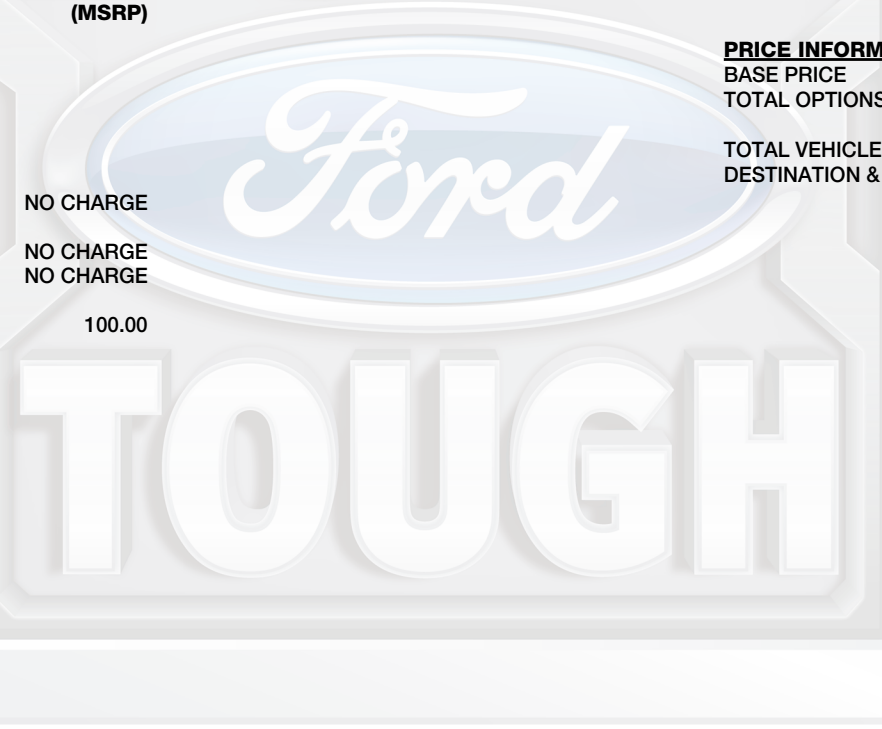 (MSRP)
PRICE INFORM
BASE PRICE
TOTAL OPTIONS
TOTAL VEHICLE
DESTINATION &
NO CHARGE
NO CHARGE
NO CHARGE
100.00
Ford
TOUGH